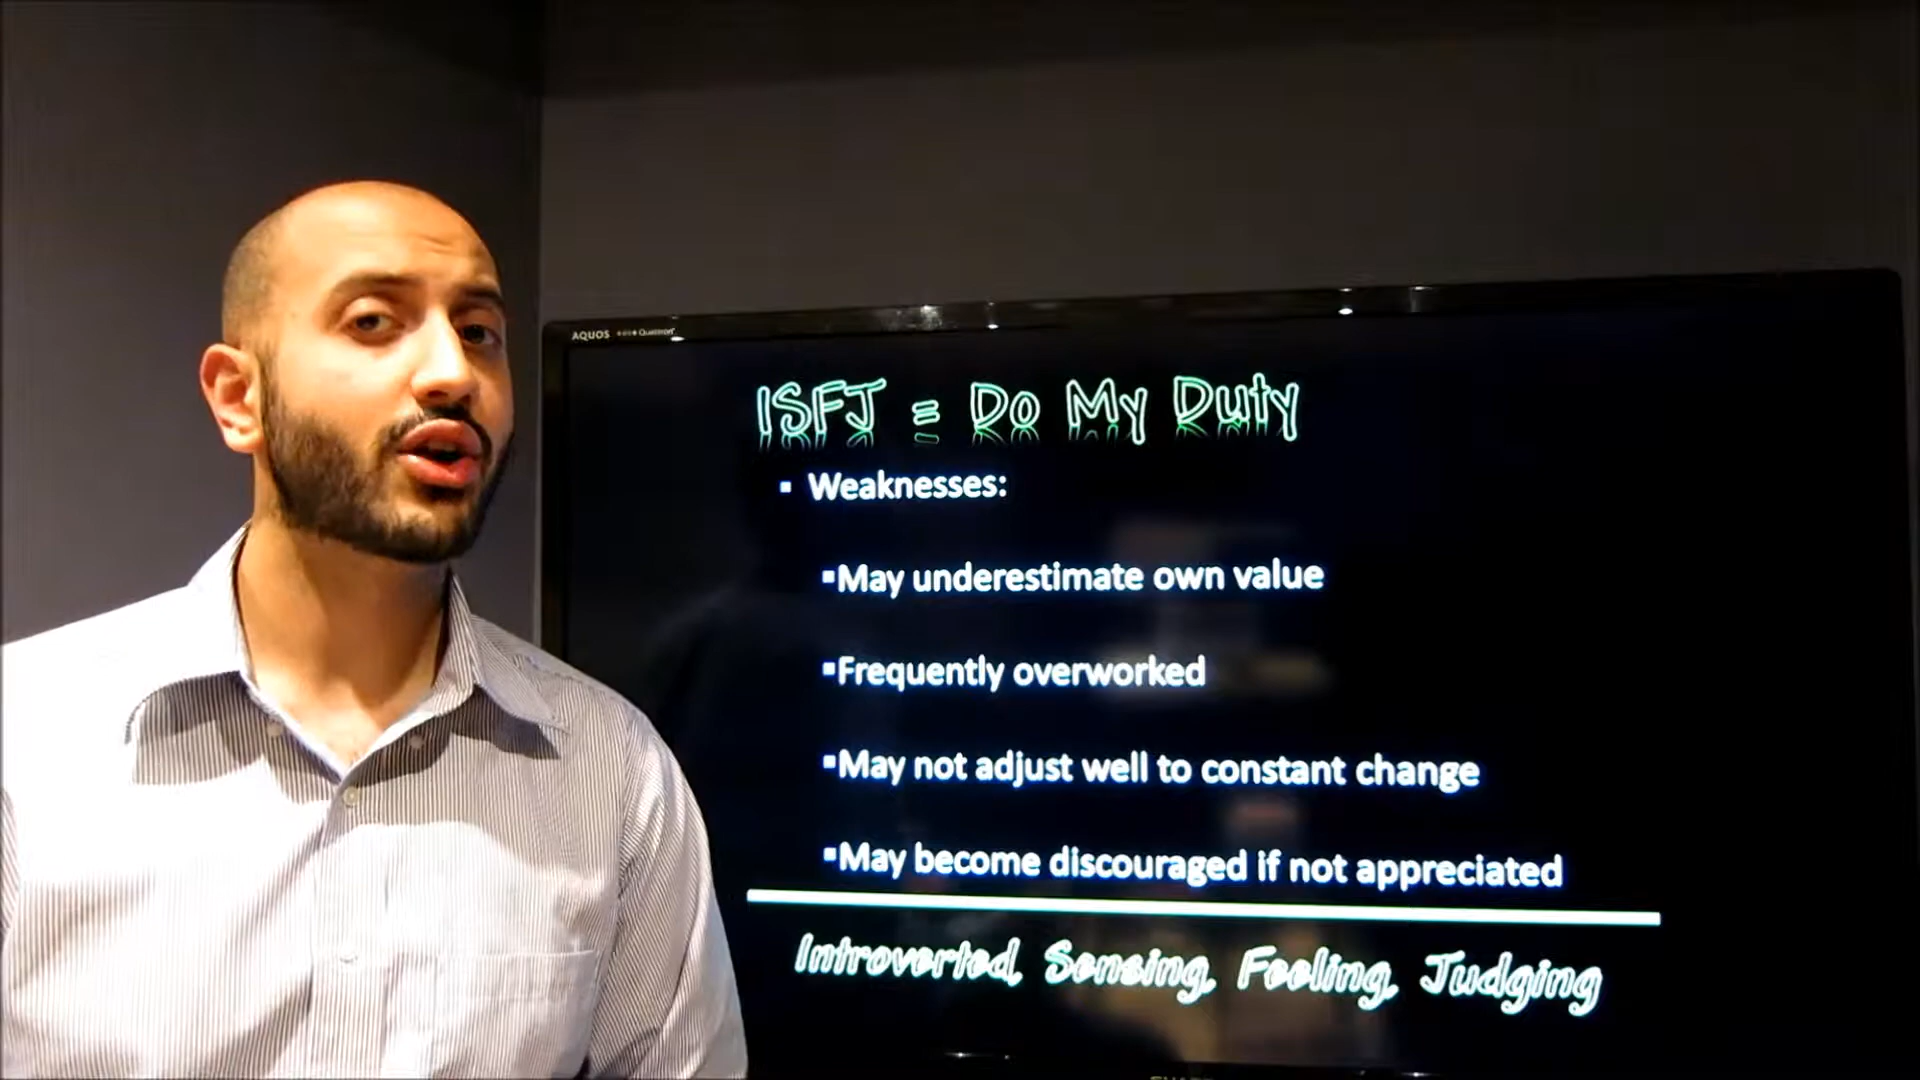 AQUOS Quattron
ISFJ = Do My Duty
▪ Weaknesses:
▪May underestimate own value
▪Frequently overworked
▪May not adjust well to constant change
▪May become discouraged if not appreciated
Introverted, Sensing, Feeling, Judging